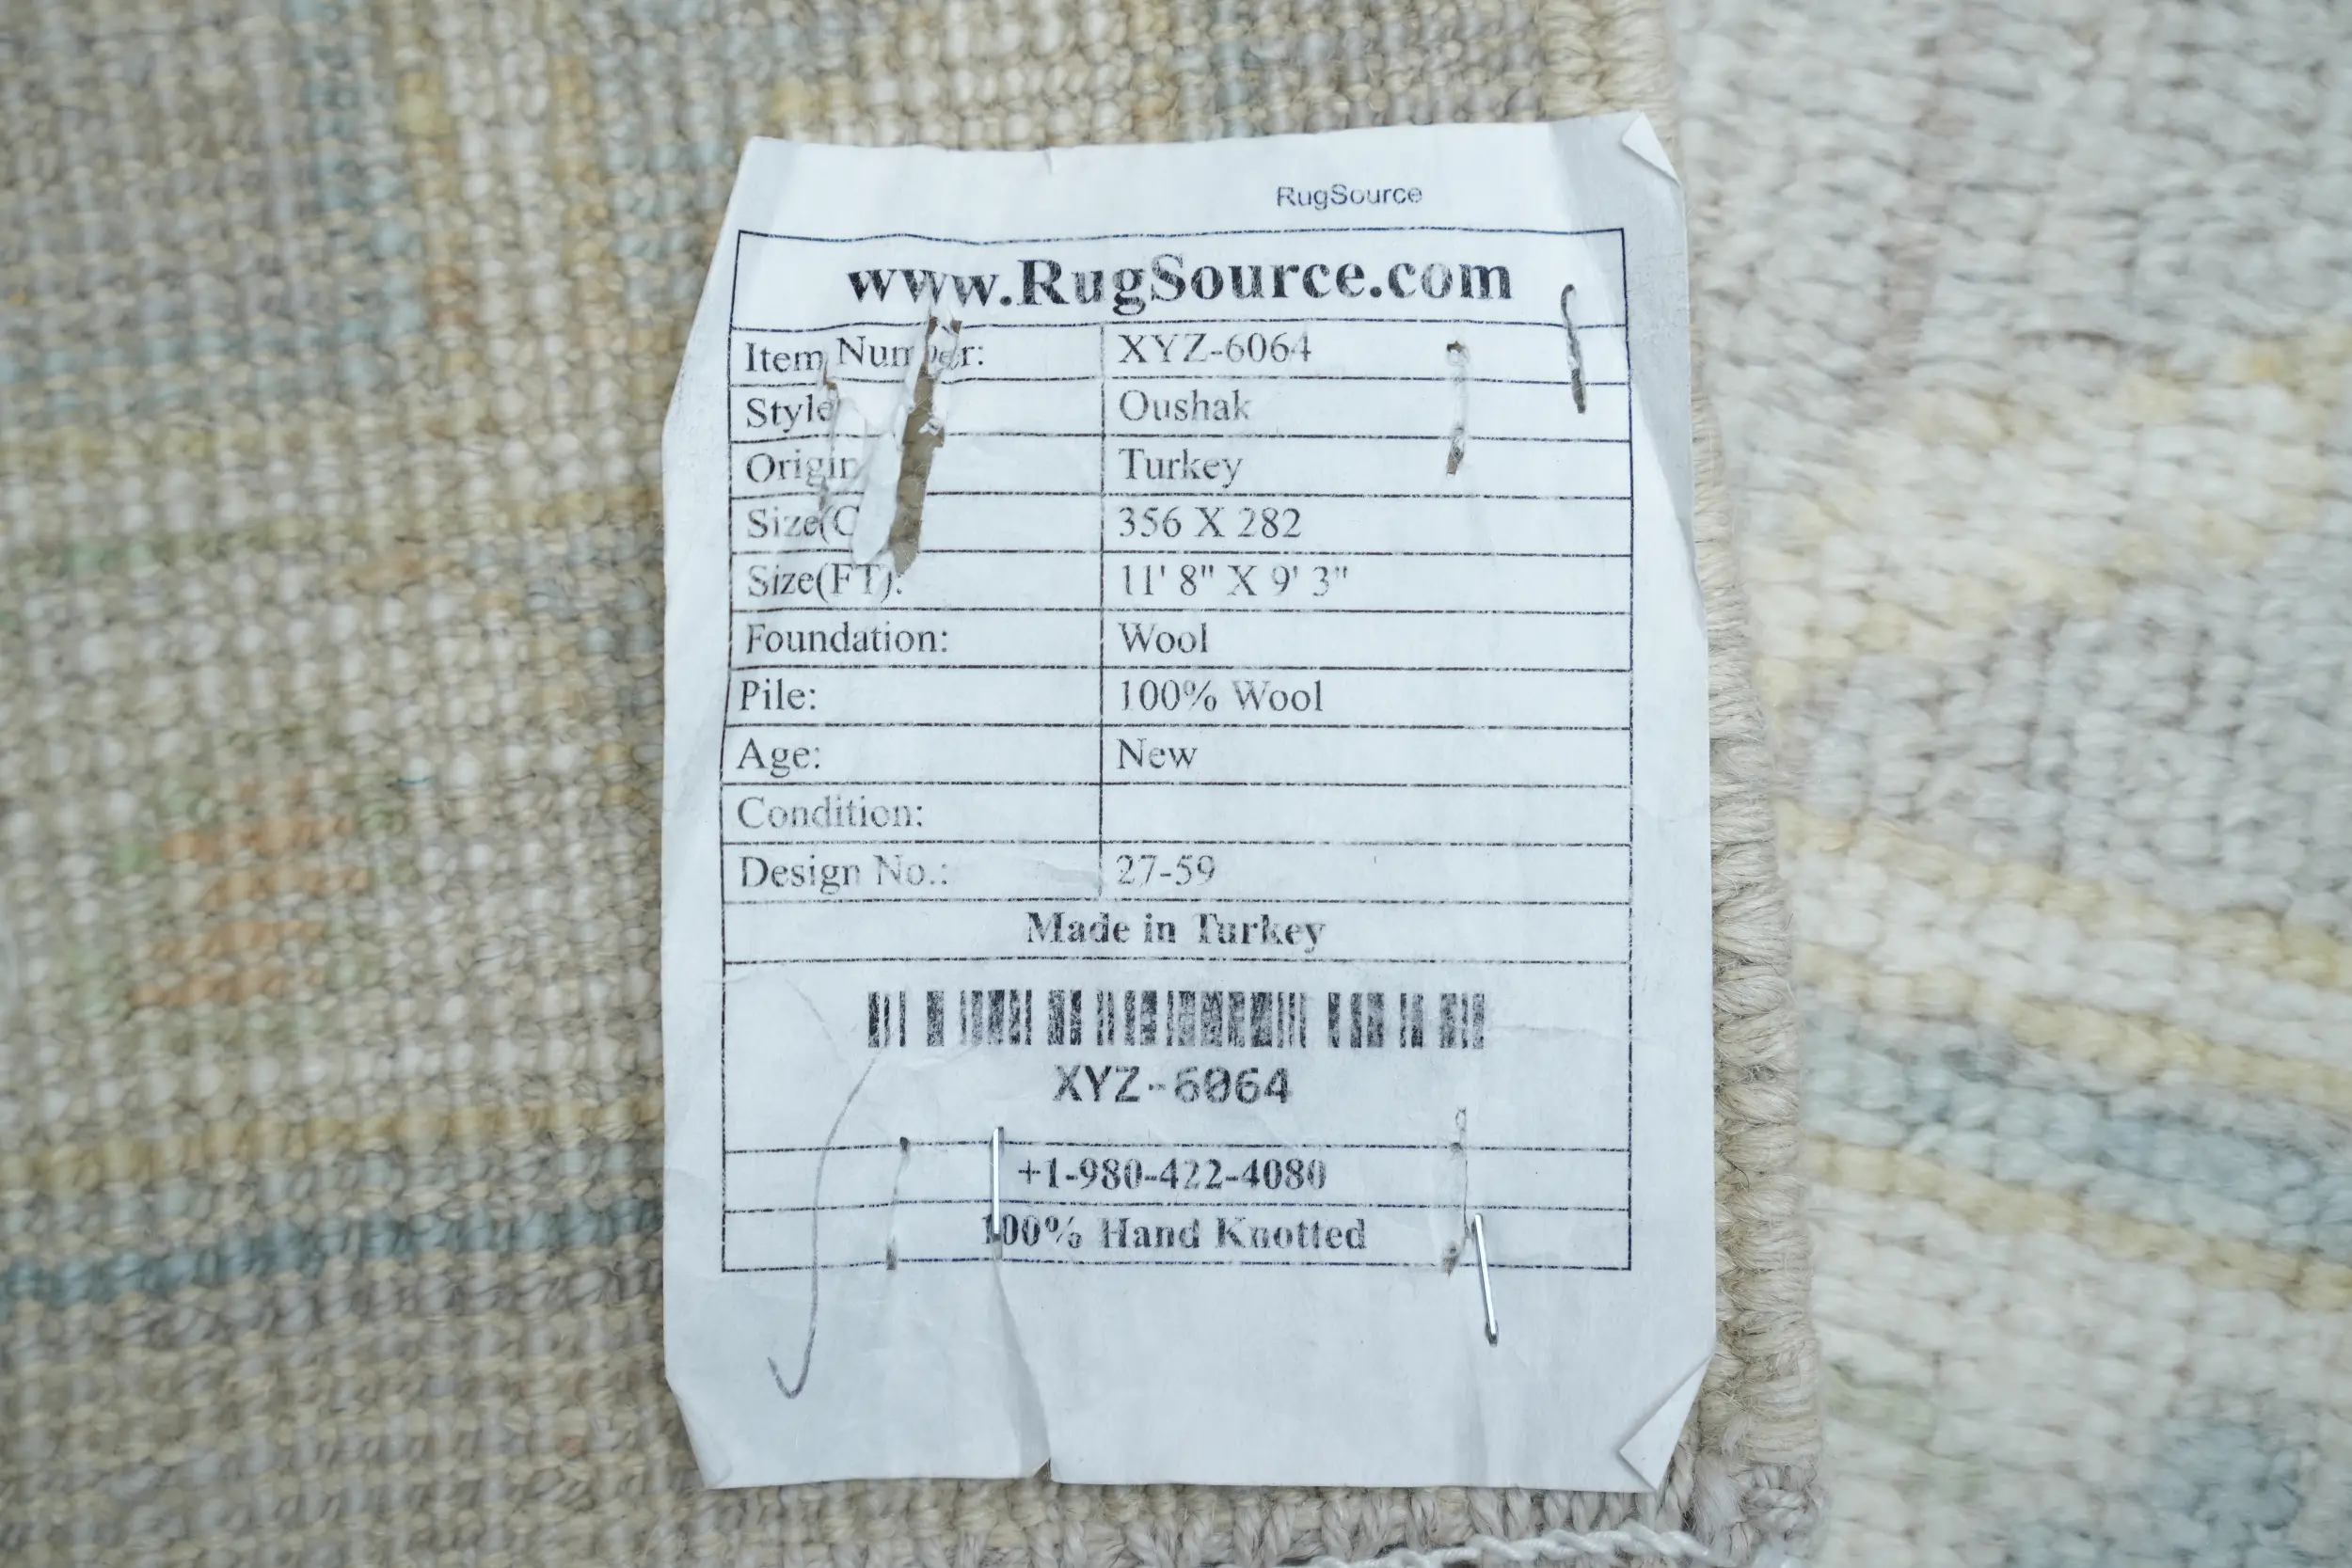 RugSource
www.RugSource.com
Item Number: XYZ-6064
Style Oushak
Origin Turkey
Size(C 356 X 282
Size(FT): 11' 8" X 9' 3"
Foundation: Wool
Pile: 100% Wool
Age: New
Condition:
Design No.: 27-59
Made in Turkey
XYZ-6064
+1-980-422-4080
100% Hand Knotted